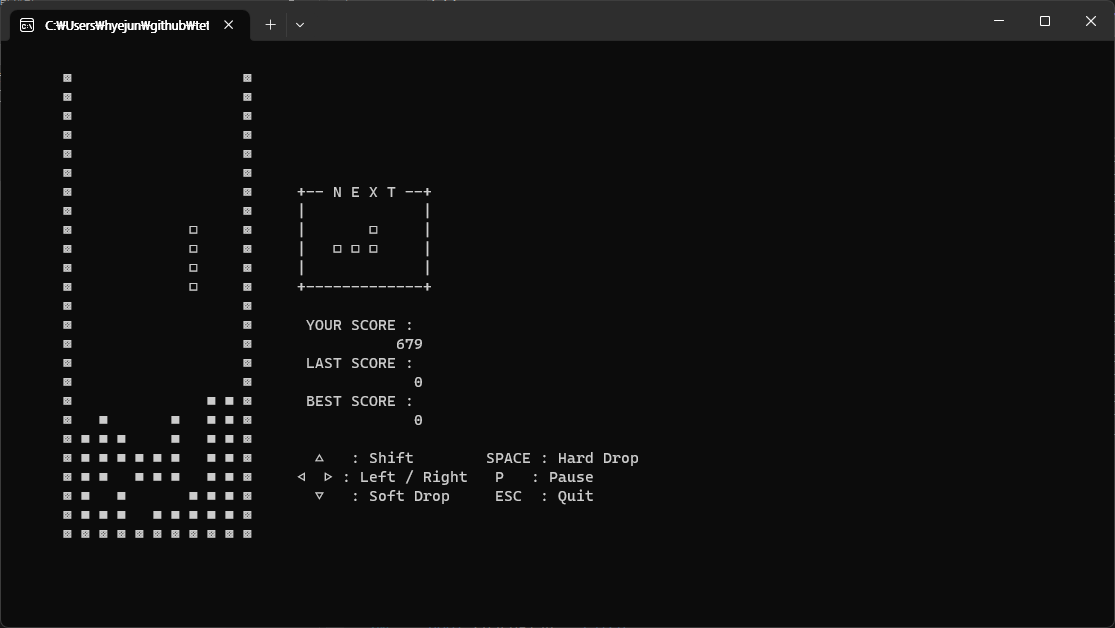 C:₩Users₩hyejun₩github₩tet
+-- N E X T --+
YOUR SCORE :
679
LAST SCORE :
0
BEST SCORE :
0
△ : Shift SPACE : Hard Drop
◁ ▷ : Left / Right P : Pause
▽ : Soft Drop ESC : Quit